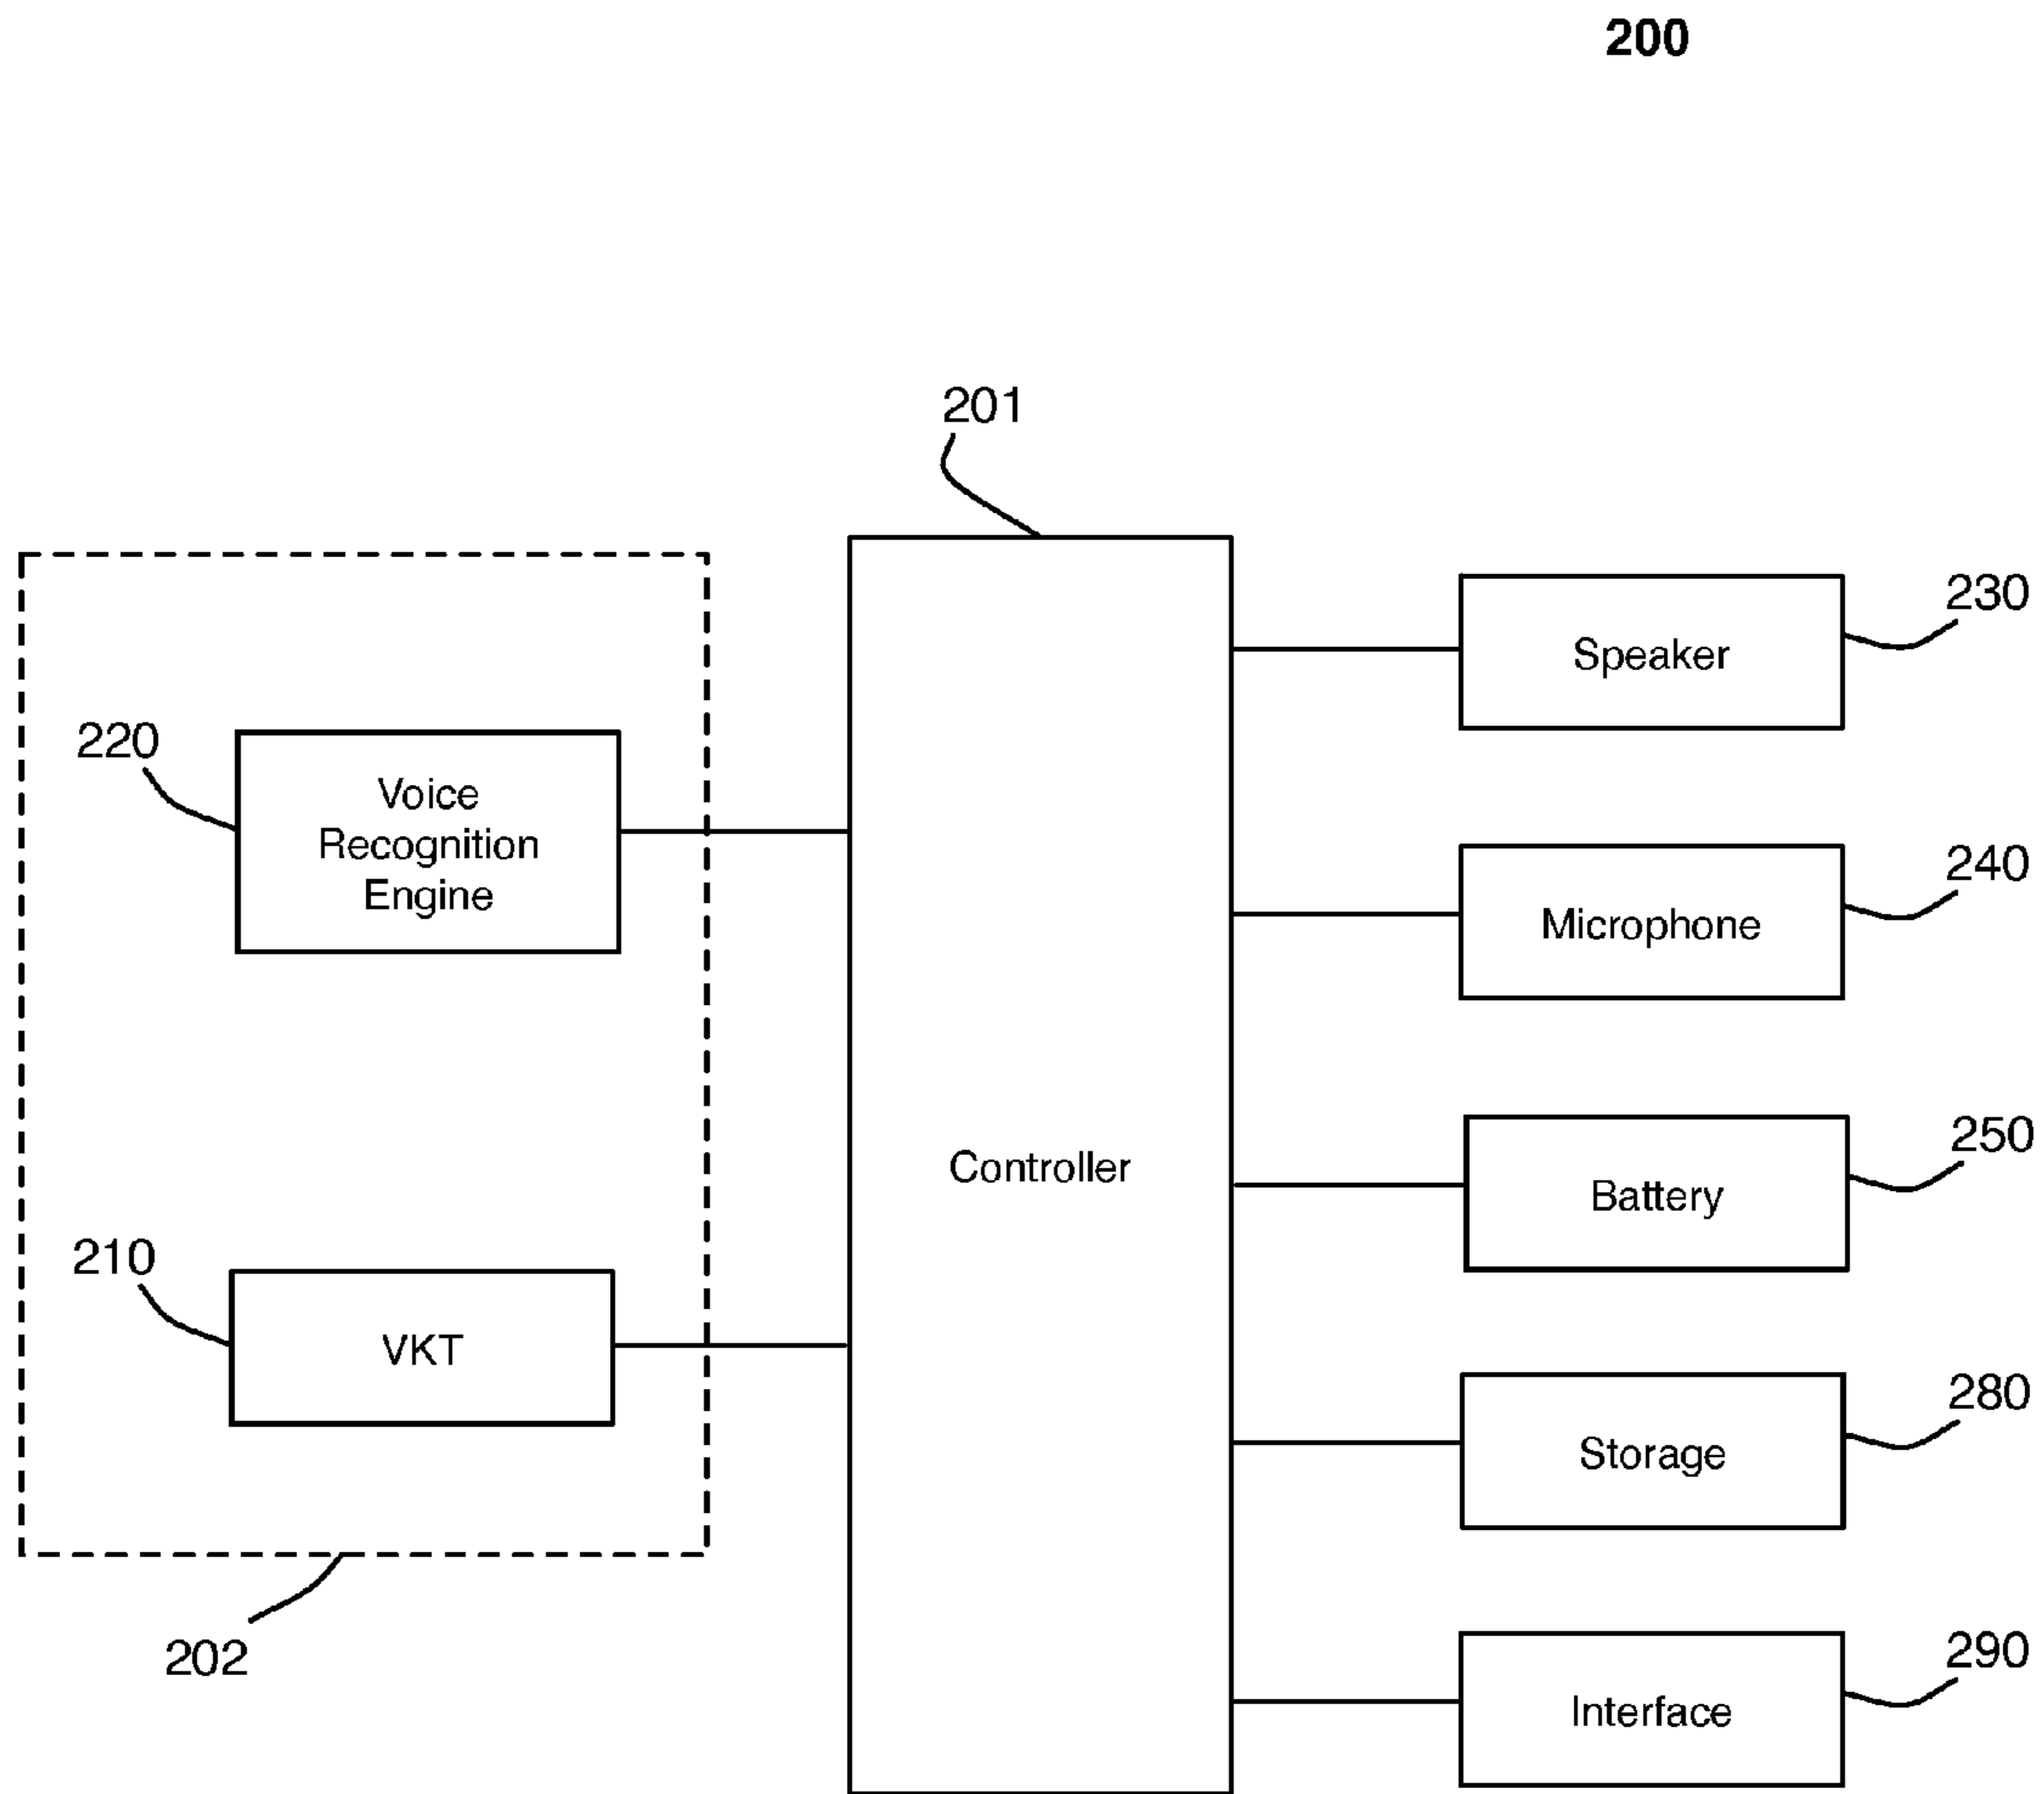 200
201
230
Speaker
220
Voice
Recognition
Engine
240
Microphone
Controller
250
Battery
210
VKT
280
Storage
202
290
Interface